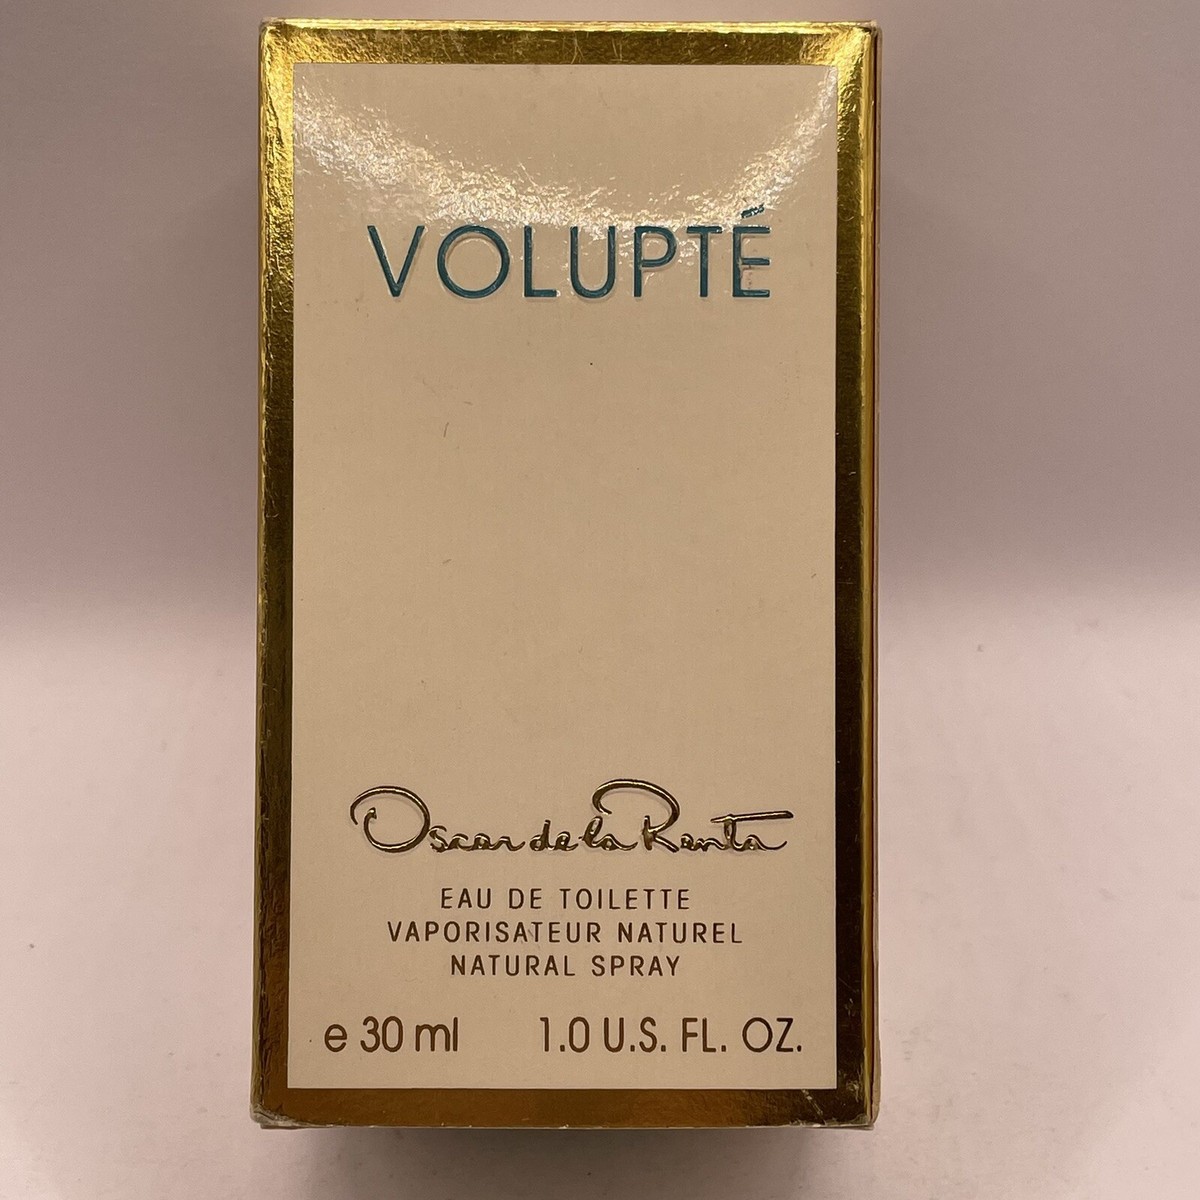 VOLUPTÉ
Oscar de la Renta
EAU DE TOILETTE
VAPORISATEUR NATUREL
NATURAL SPRAY
℮ 30 ml 1.0 U.S. FL. OZ.